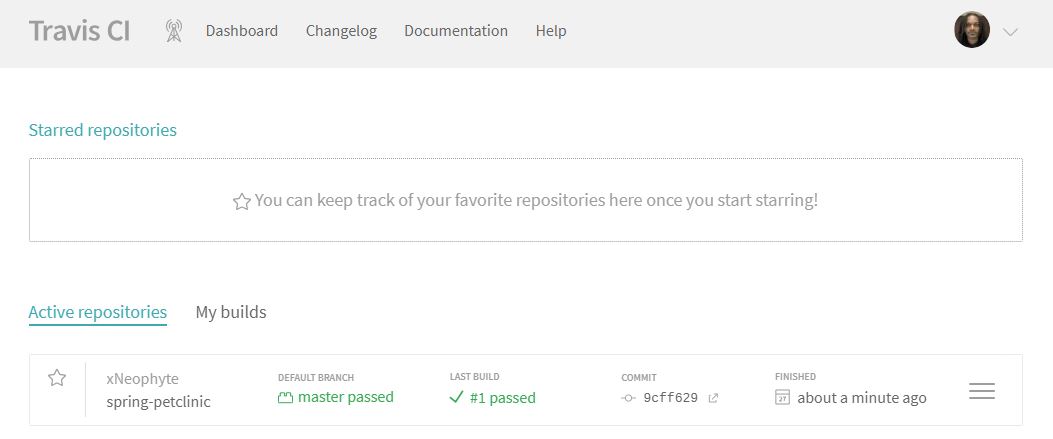 Travis CI Dashboard Changelog Documentation Help
Starred repositories
You can keep track of your favorite repositories here once you start starring!
Active repositories My builds
xNeophyte DEFAULT BRANCH LAST BUILD COMMIT FINISHED
spring-petclinic master passed #1 passed 9cff629 27 about a minute ago